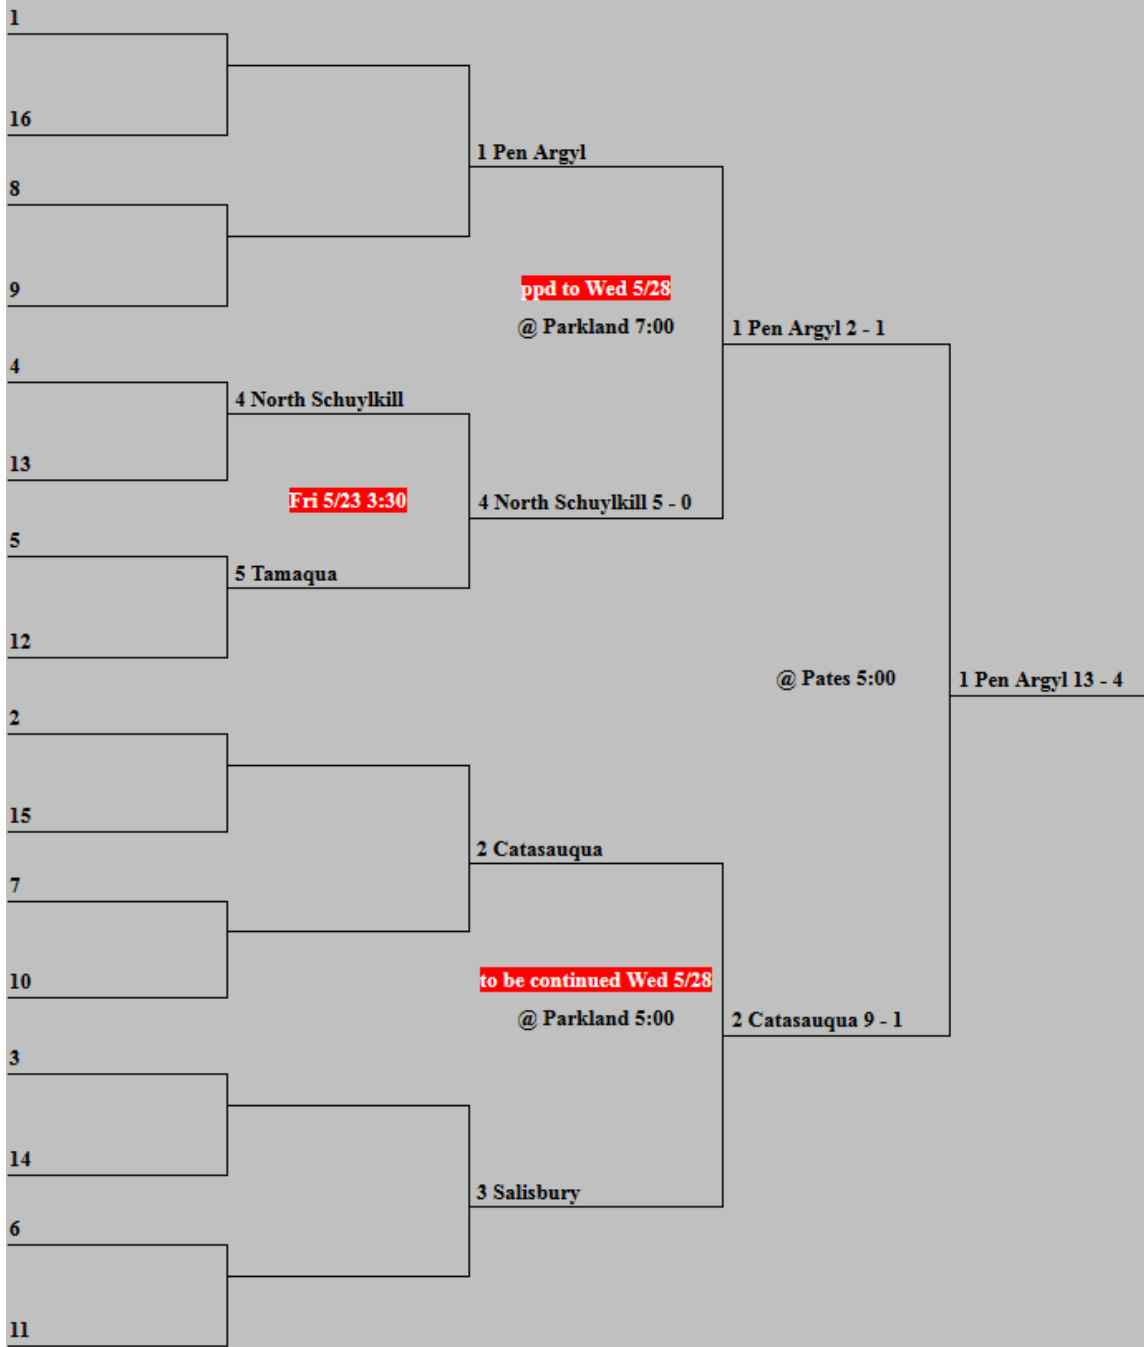 1
16
1 Pen Argyl
8
9
ppd to Wed 5/28
@ Parkland 7:00
1 Pen Argyl 2 - 1
4
4 North Schuylkill
13
Fri 5/23 3:30
4 North Schuylkill 5 - 0
5
5 Tamaqua
12
@ Pates 5:00
1 Pen Argyl 13 - 4
2
15
2 Catasauqua
7
10
to be continued Wed 5/28
@ Parkland 5:00
2 Catasauqua 9 - 1
3
14
3 Salisbury
6
11